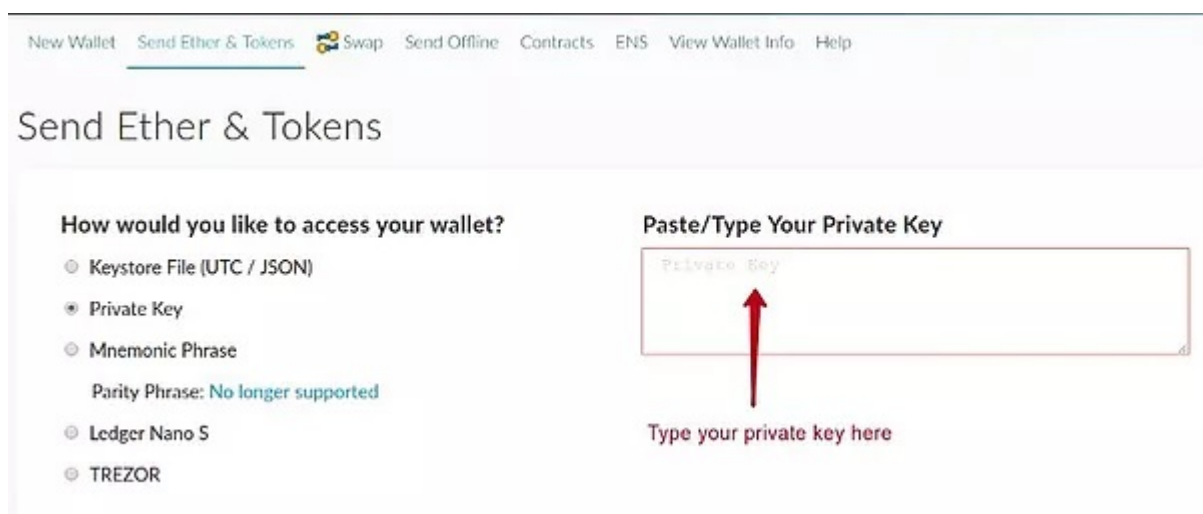 New Wallet Send Ether & Tokens Swap Send Offline Contracts ENS View Wallet Info Help
Send Ether & Tokens
How would you like to access your wallet?
Keystore File (UTC / JSON)
Private Key
Mnemonic Phrase
Parity Phrase: No longer supported
Ledger Nano S
TREZOR
Paste/Type Your Private Key
Private Key
Type your private key here